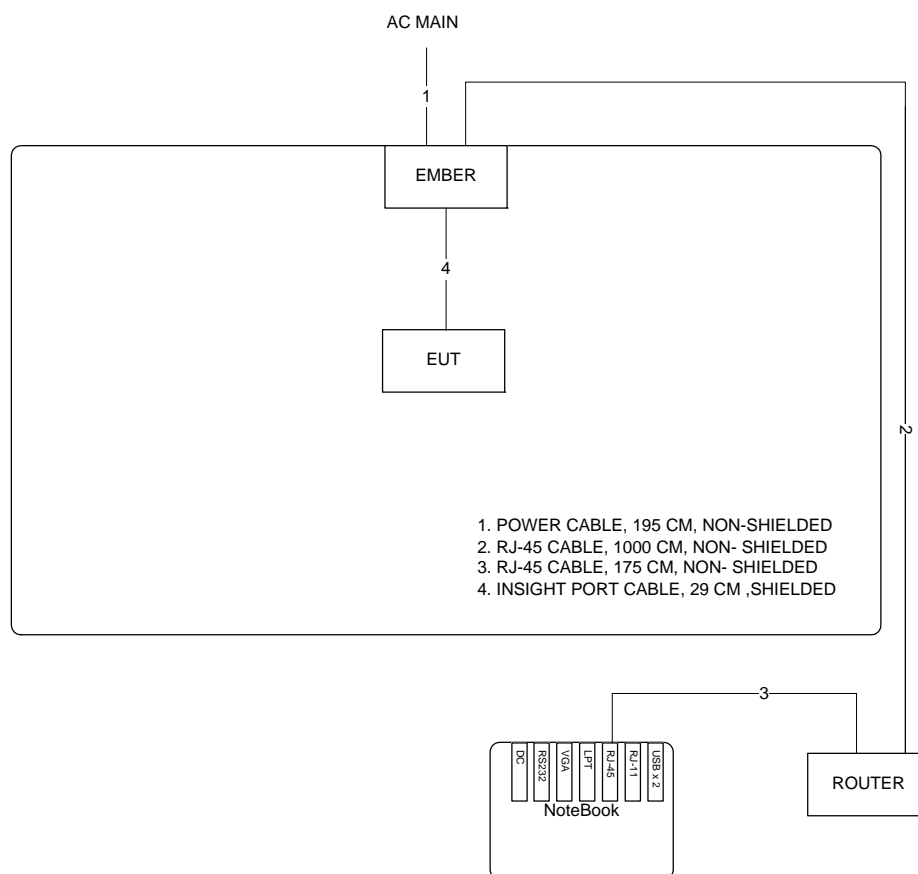 AC MAIN
1
EMBER
4
EUT
2
1. POWER CABLE, 195 CM, NON-SHIELDED
2. RJ-45 CABLE, 1000 CM, NON- SHIELDED
3. RJ-45 CABLE, 175 CM, NON- SHIELDED
4. INSIGHT PORT CABLE, 29 CM ,SHIELDED
3
DC
RS232
VGA
LPT
RJ-45
RJ-11
USB x 2
NoteBook
ROUTER